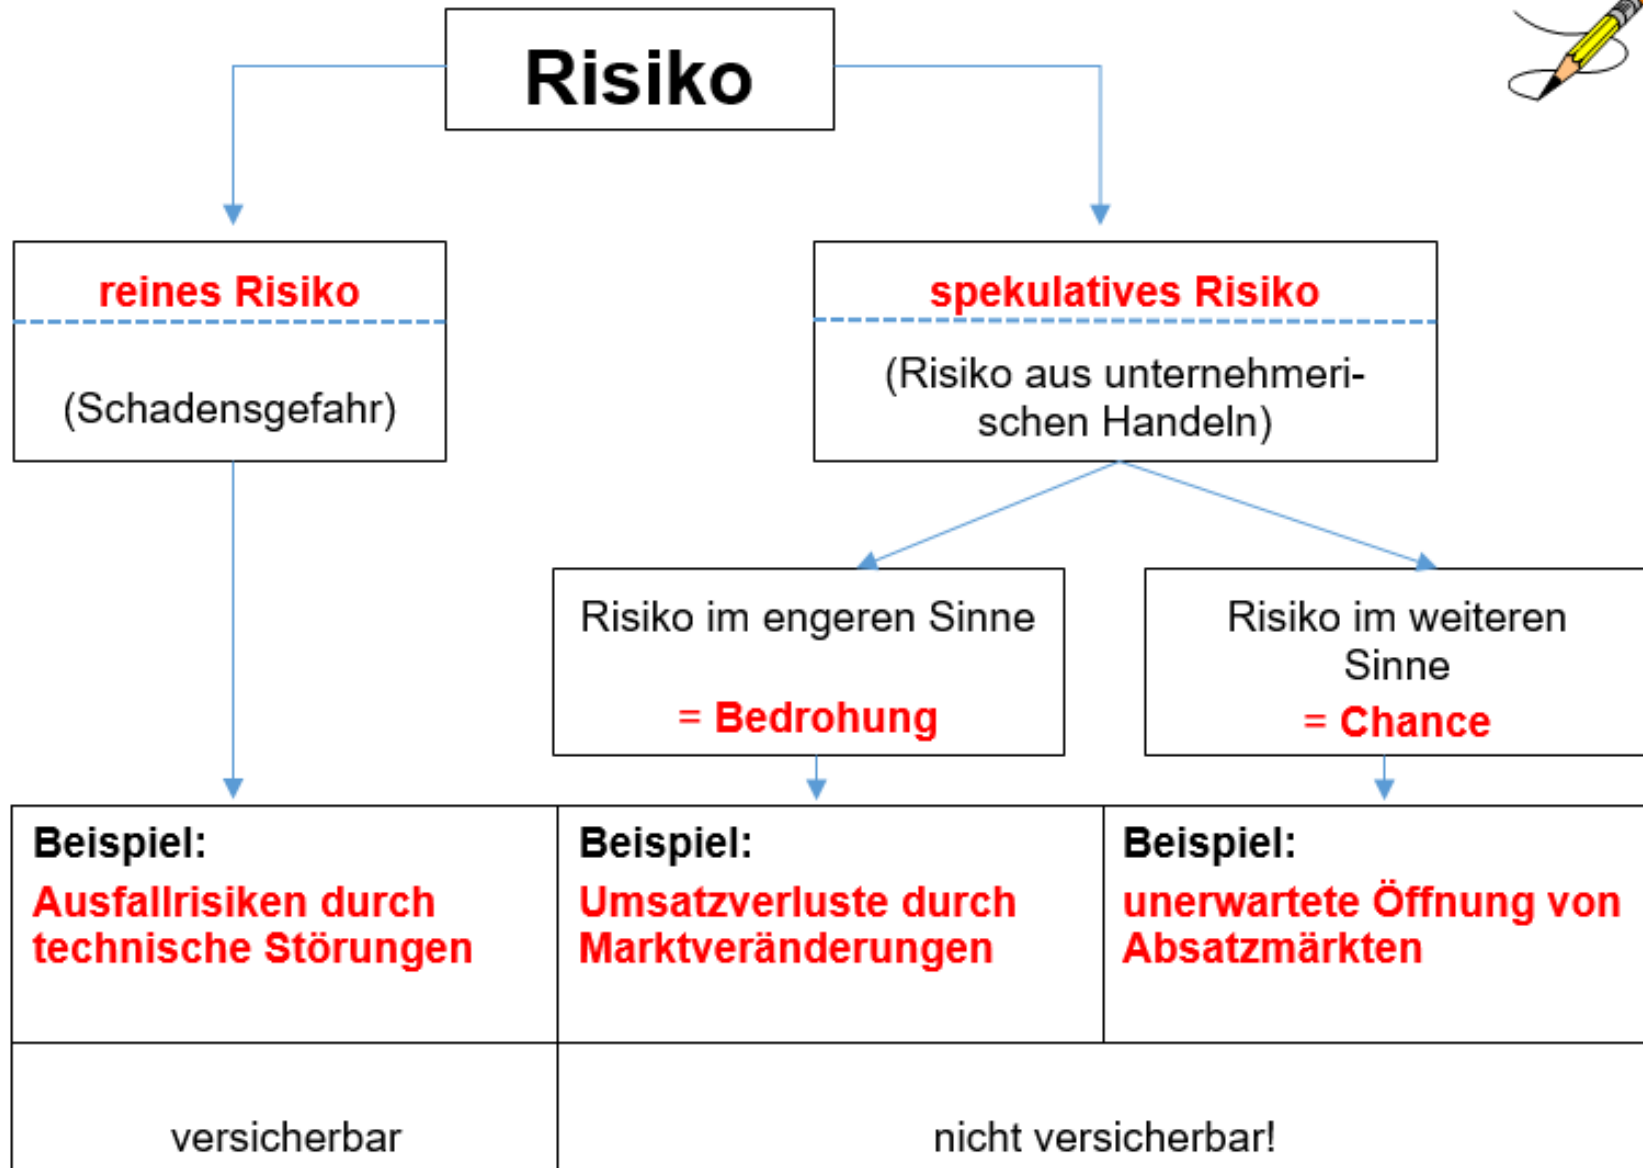 Risiko
reines Risiko
(Schadensgefahr)
spekulatives Risiko
(Risiko aus unternehmeri-
schen Handeln)
Risiko im engeren Sinne
= Bedrohung
Risiko im weiteren
Sinne
= Chance
Beispiel:
Ausfallrisiken durch
technische Störungen
Beispiel:
Umsatzverluste durch
Marktveränderungen
Beispiel:
unerwartete Öffnung von
Absatzmärkten
versicherbar
nicht versicherbar!